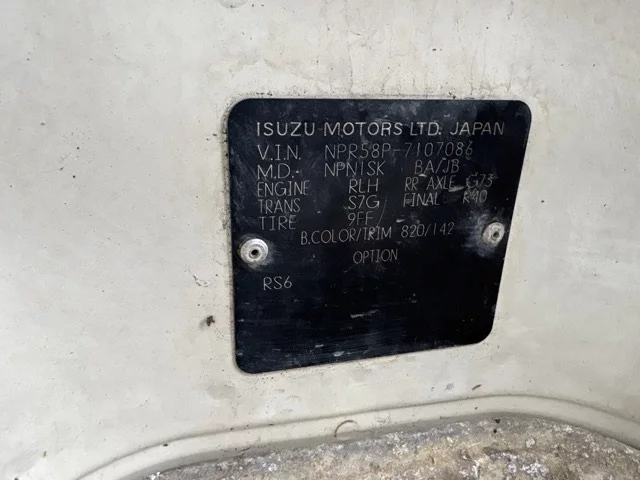 ISUZU MOTORS LTD. JAPAN
V.I.N. NPR58P-7107086
M.D. NPN1SK BA/JB
ENGINE RLH RR AXLE G73
TRANS S7G FINAL R40
TIRE 9FF/
B.COLOR/TRIM 820/142
OPTION
RS6